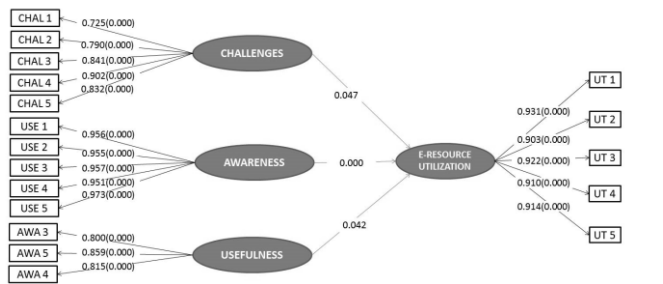 CHAL 1
0.725(0.000)
CHAL 2
0.790(0.000)
CHAL 3
0.841(0.000)
CHAL 4
0.902(0.000)
CHAL 5
0.832(0.000)
CHALLENGES
0.047
USE 1
0.956(0.000)
USE 2
0.955(0.000)
USE 3
0.957(0.000)
USE 4
0.951(0.000)
USE 5
0.973(0.000)
AWARENESS
0.000
AWA 3
0.800(0.000)
AWA 5
0.859(0.000)
AWA 4
0.815(0.000)
USEFULNESS
0.042
E-RESOURCE
UTILIZATION
UT 1
0.931(0.000)
UT 2
0.903(0.000)
UT 3
0.922(0.000)
UT 4
0.910(0.000)
UT 5
0.914(0.000)